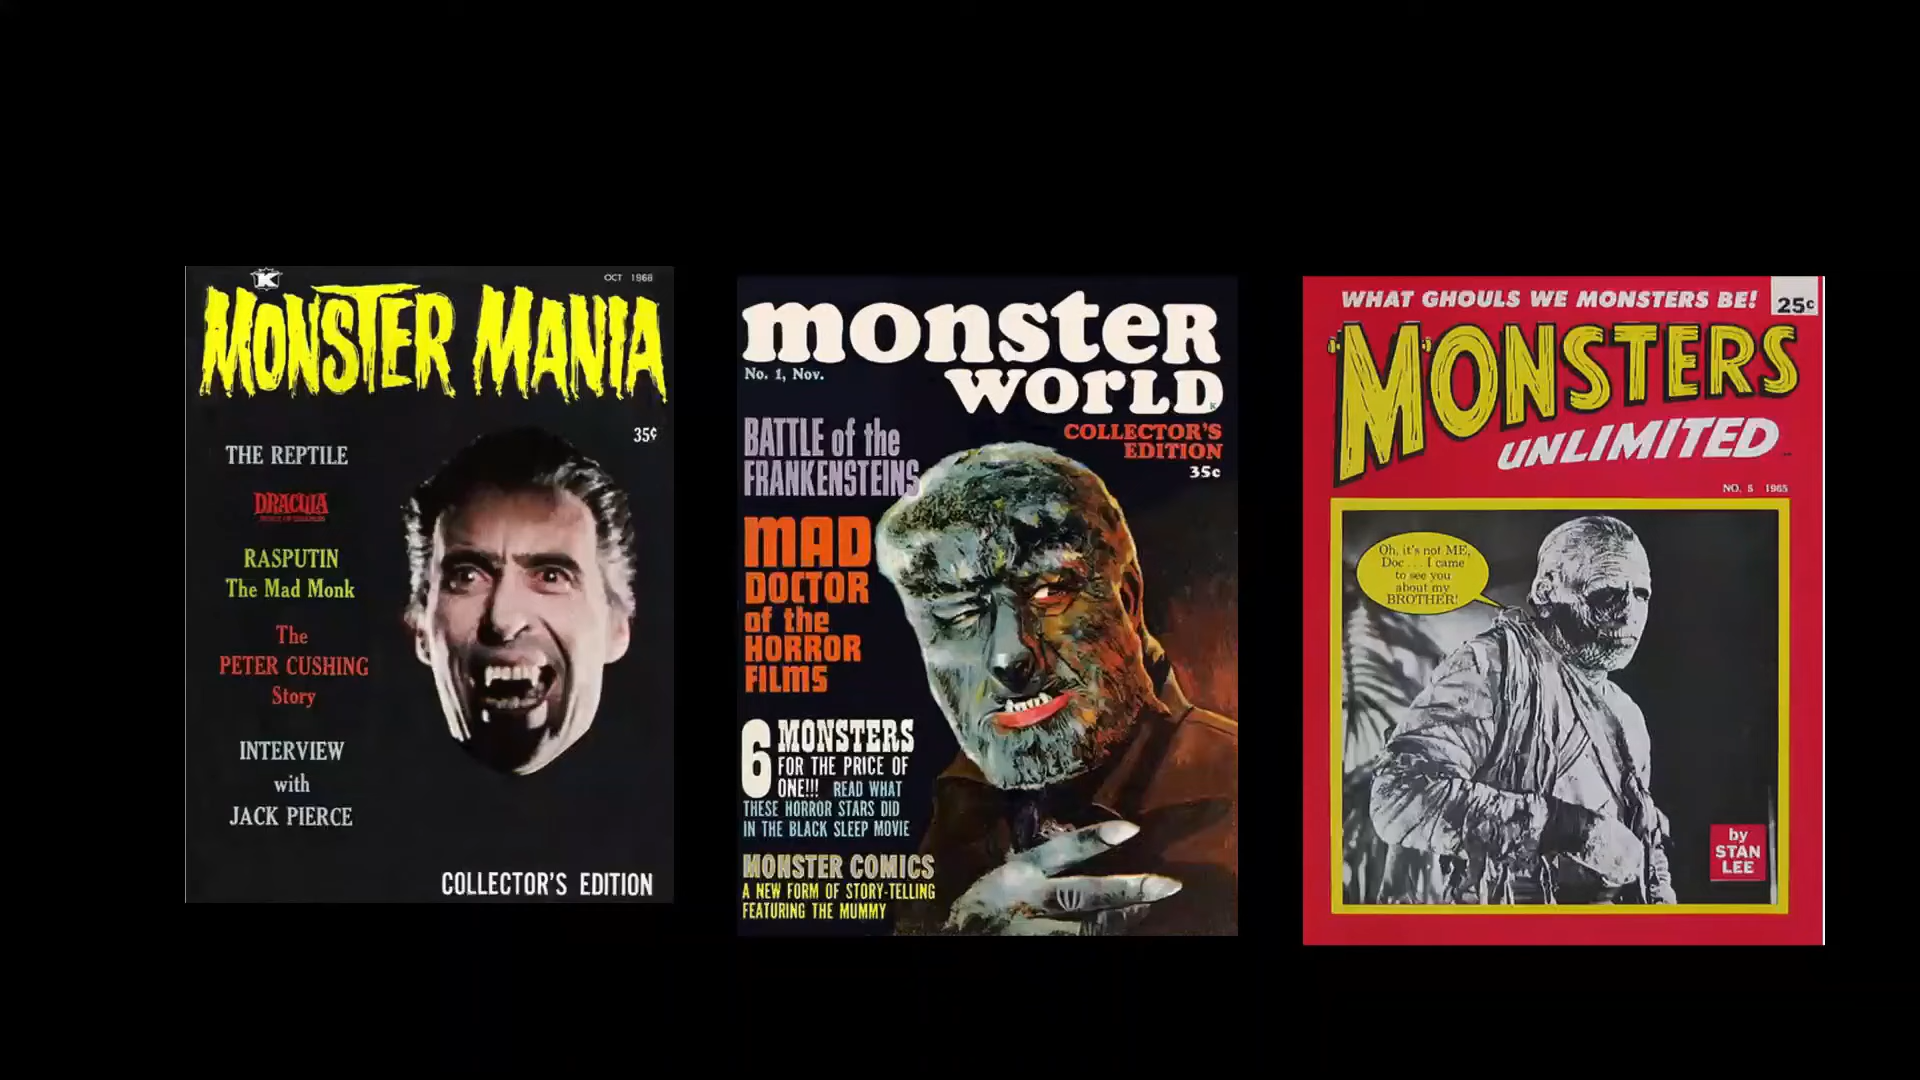 K
OCT 1966
MONSTER MANIA
35¢
THE REPTILE
DRACULA
RASPUTIN
The Mad Monk
The
PETER CUSHING
Story
INTERVIEW
with
JACK PIERCE
COLLECTOR'S EDITION
monsteR
woRLD
No. 1, Nov.
COLLECTOR'S
EDITION
35c
BATTLE of the
FRANKENSTEINS
MAD
DOCTOR
of the
HORROR
FILMS
6 MONSTERS
FOR THE PRICE OF
ONE!!! READ WHAT
THESE HORROR STARS DID
IN THE BLACK SLEEP MOVIE
MONSTER COMICS
A NEW FORM OF STORY-TELLING
FEATURING THE MUMMY
WHAT GHOULS WE MONSTERS BE!
25c
MONSTERS
UNLIMITED
NO. 5 1965
Oh, it's not ME,
Doc . . . I came
to see you
about my
BROTHER!
by
STAN
LEE